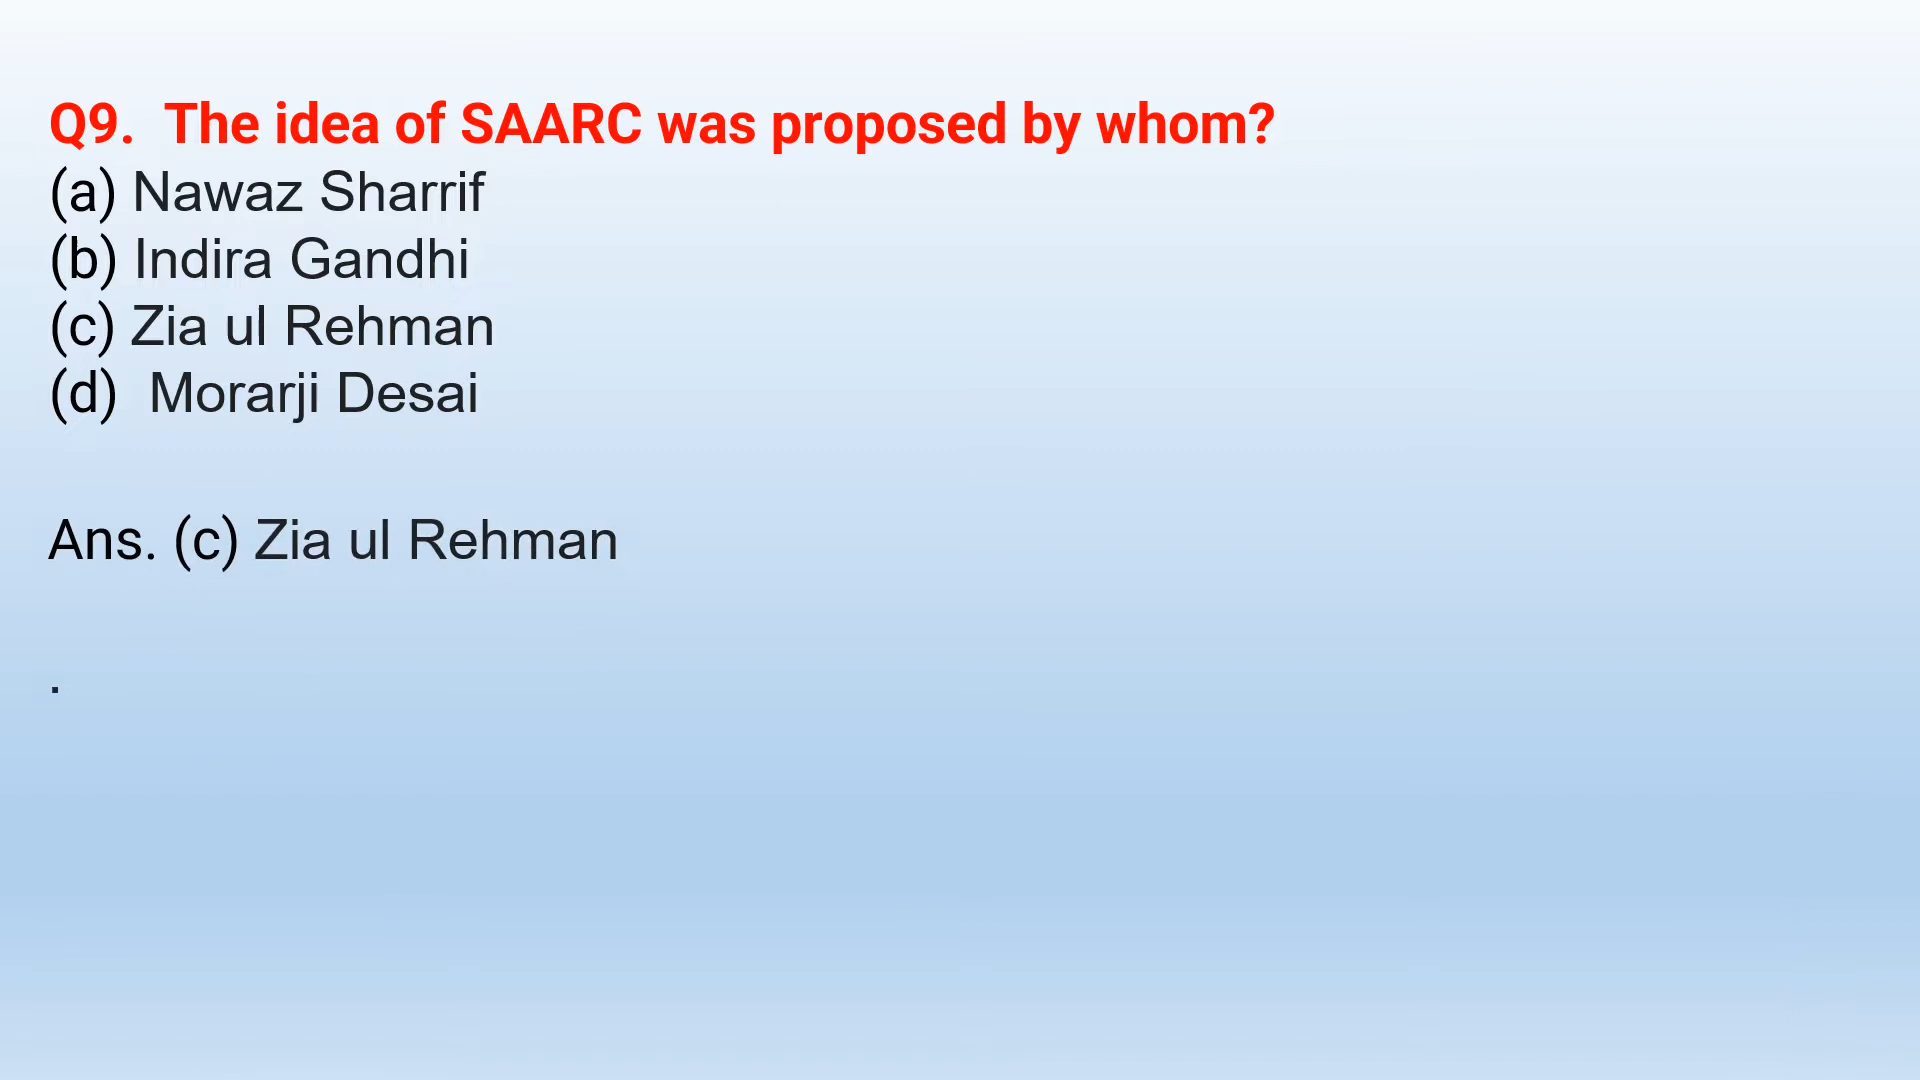 Q9.  The idea of SAARC was proposed by whom?
(a) Nawaz Sharrif
(b) Indira Gandhi
(c) Zia ul Rehman
(d)  Morarji Desai
Ans. (c) Zia ul Rehman
.